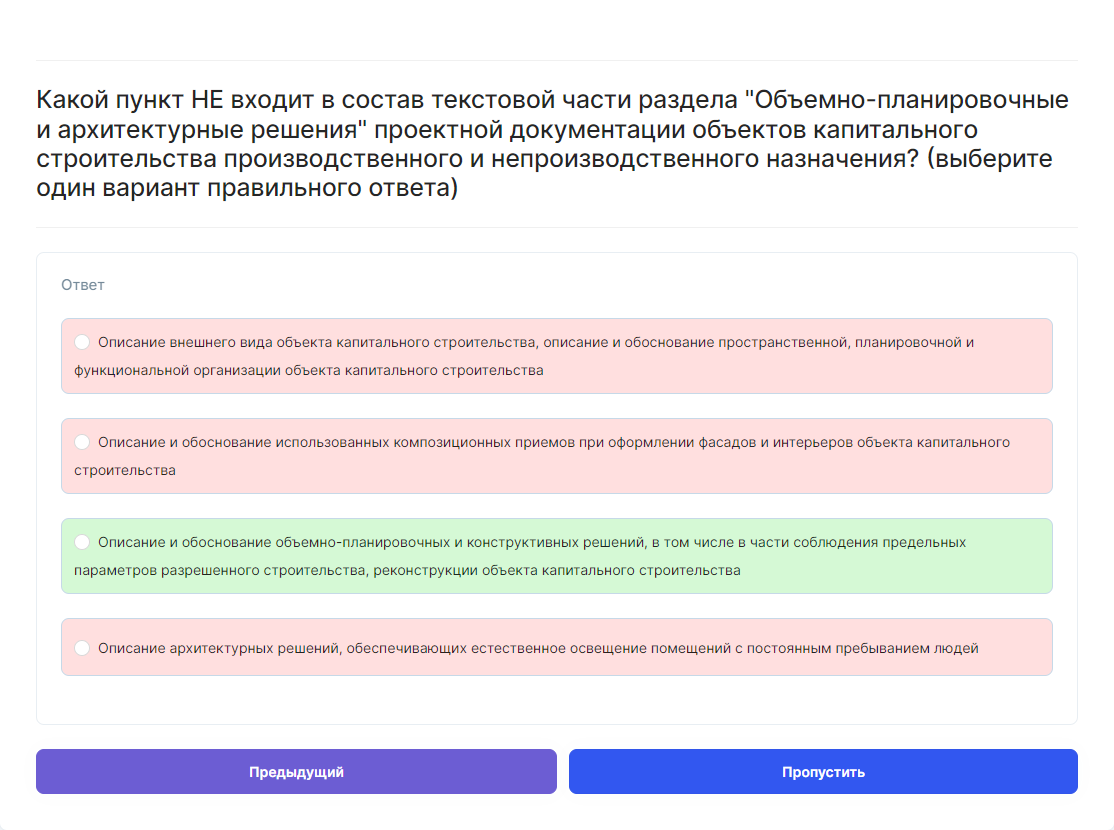 Какой пункт НЕ входит в состав текстовой части раздела "Объемно-планировочные
и архитектурные решения" проектной документации объектов капитального
строительства производственного и непроизводственного назначения? (выберите
один вариант правильного ответа)
Ответ
Описание внешнего вида объекта капитального строительства, описание и обоснование пространственной, планировочной и
функциональной организации объекта капитального строительства
Описание и обоснование использованных композиционных приемов при оформлении фасадов и интерьеров объекта капитального
строительства
Описание и обоснование объемно-планировочных и конструктивных решений, в том числе в части соблюдения предельных
параметров разрешенного строительства, реконструкции объекта капитального строительства
Описание архитектурных решений, обеспечивающих естественное освещение помещений с постоянным пребыванием людей
Предыдущий
Пропустить